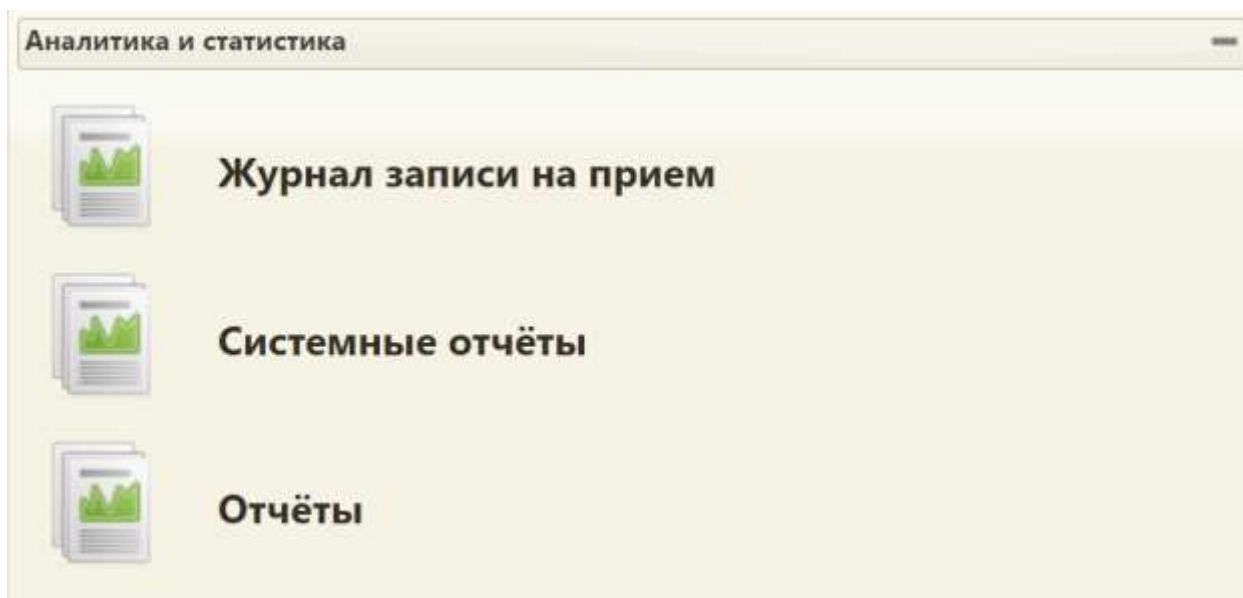 Аналитика и статистика
Журнал записи на прием
Системные отчёты
Отчёты